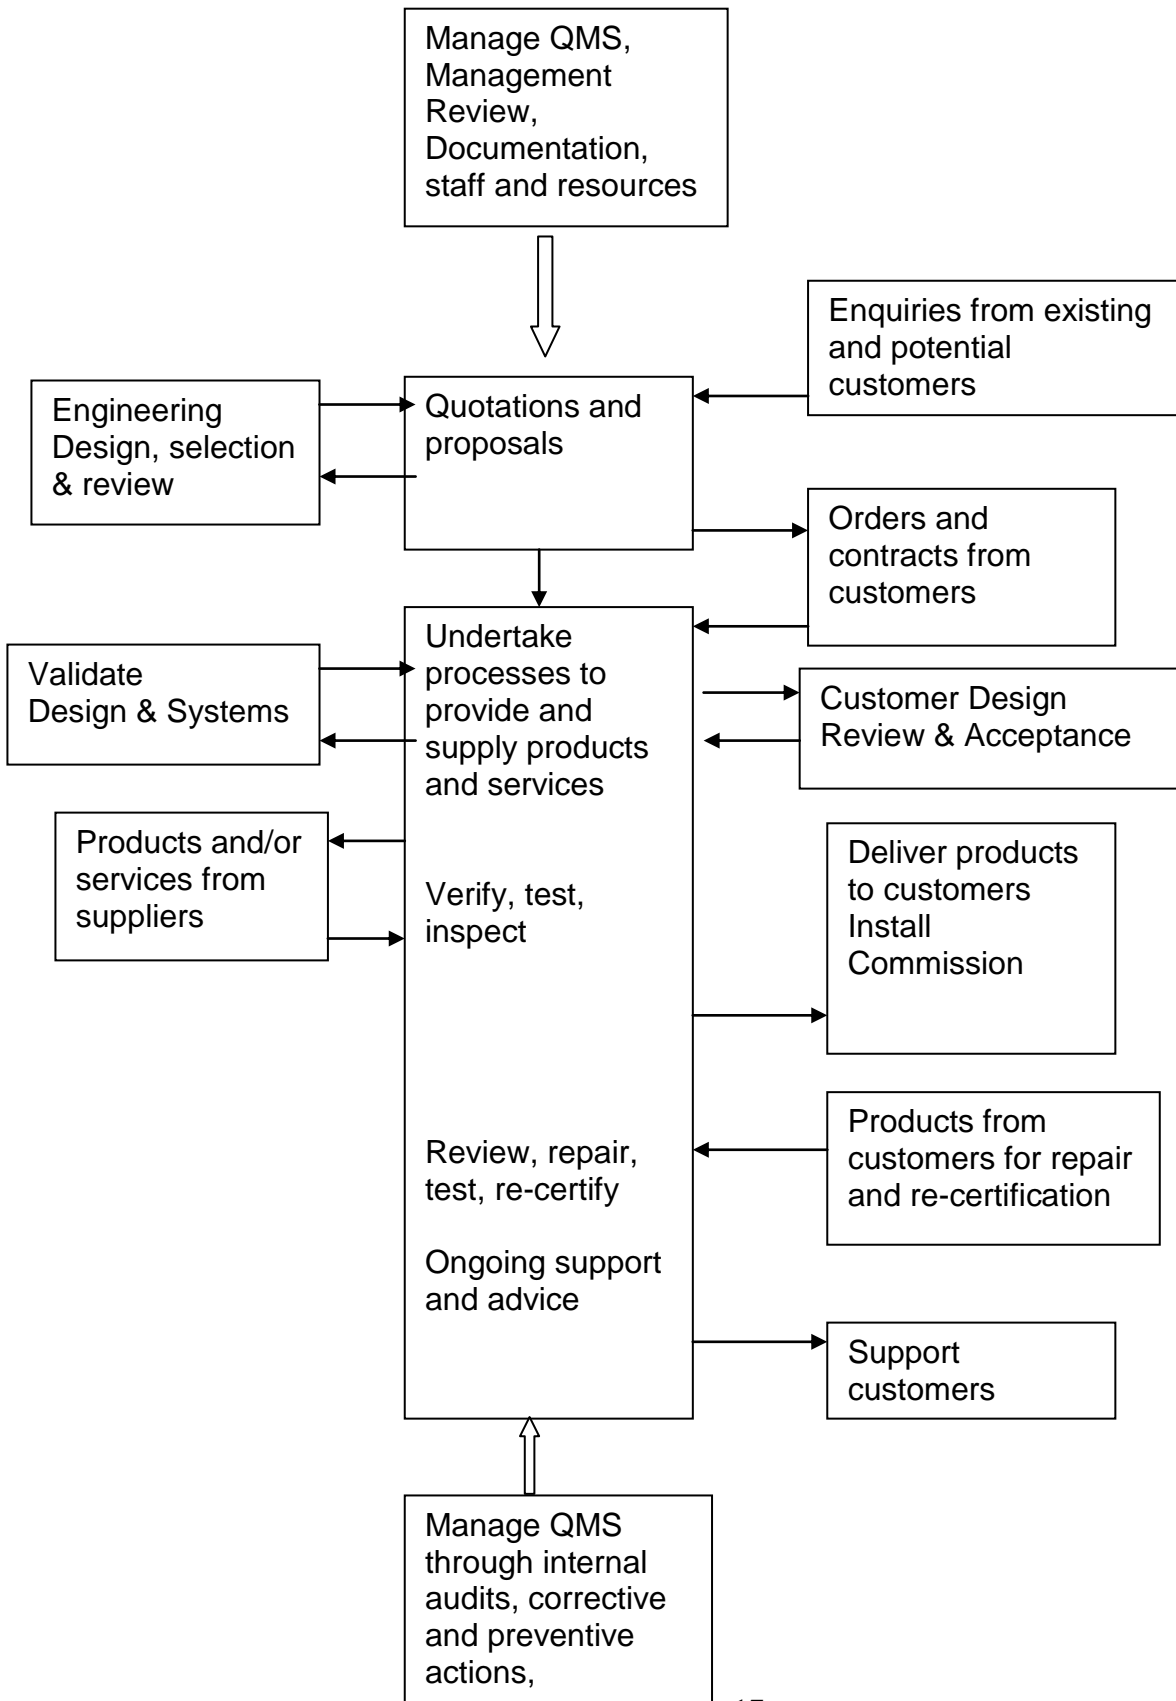 Manage QMS,
Management
Review,
Documentation,
staff and resources
Enquiries from existing
and potential
customers
Engineering
Design, selection
& review
Quotations and
proposals
Orders and
contracts from
customers
Undertake
processes to
provide and
supply products
and services
Validate
Design & Systems
Customer Design
Review & Acceptance
Products and/or
services from
suppliers
Verify, test,
inspect
Deliver products
to customers
Install
Commission
Review, repair,
test, re-certify
Products from
customers for repair
and re-certification
Ongoing support
and advice
Support
customers
Manage QMS
through internal
audits, corrective
and preventive
actions,